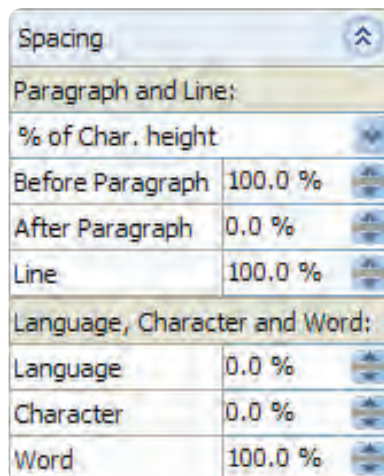 Spacing
Paragraph and Line:
% of Char. height
Before Paragraph 100.0 %
After Paragraph 0.0 %
Line 100.0 %
Language, Character and Word:
Language 0.0 %
Character 0.0 %
Word 100.0 %